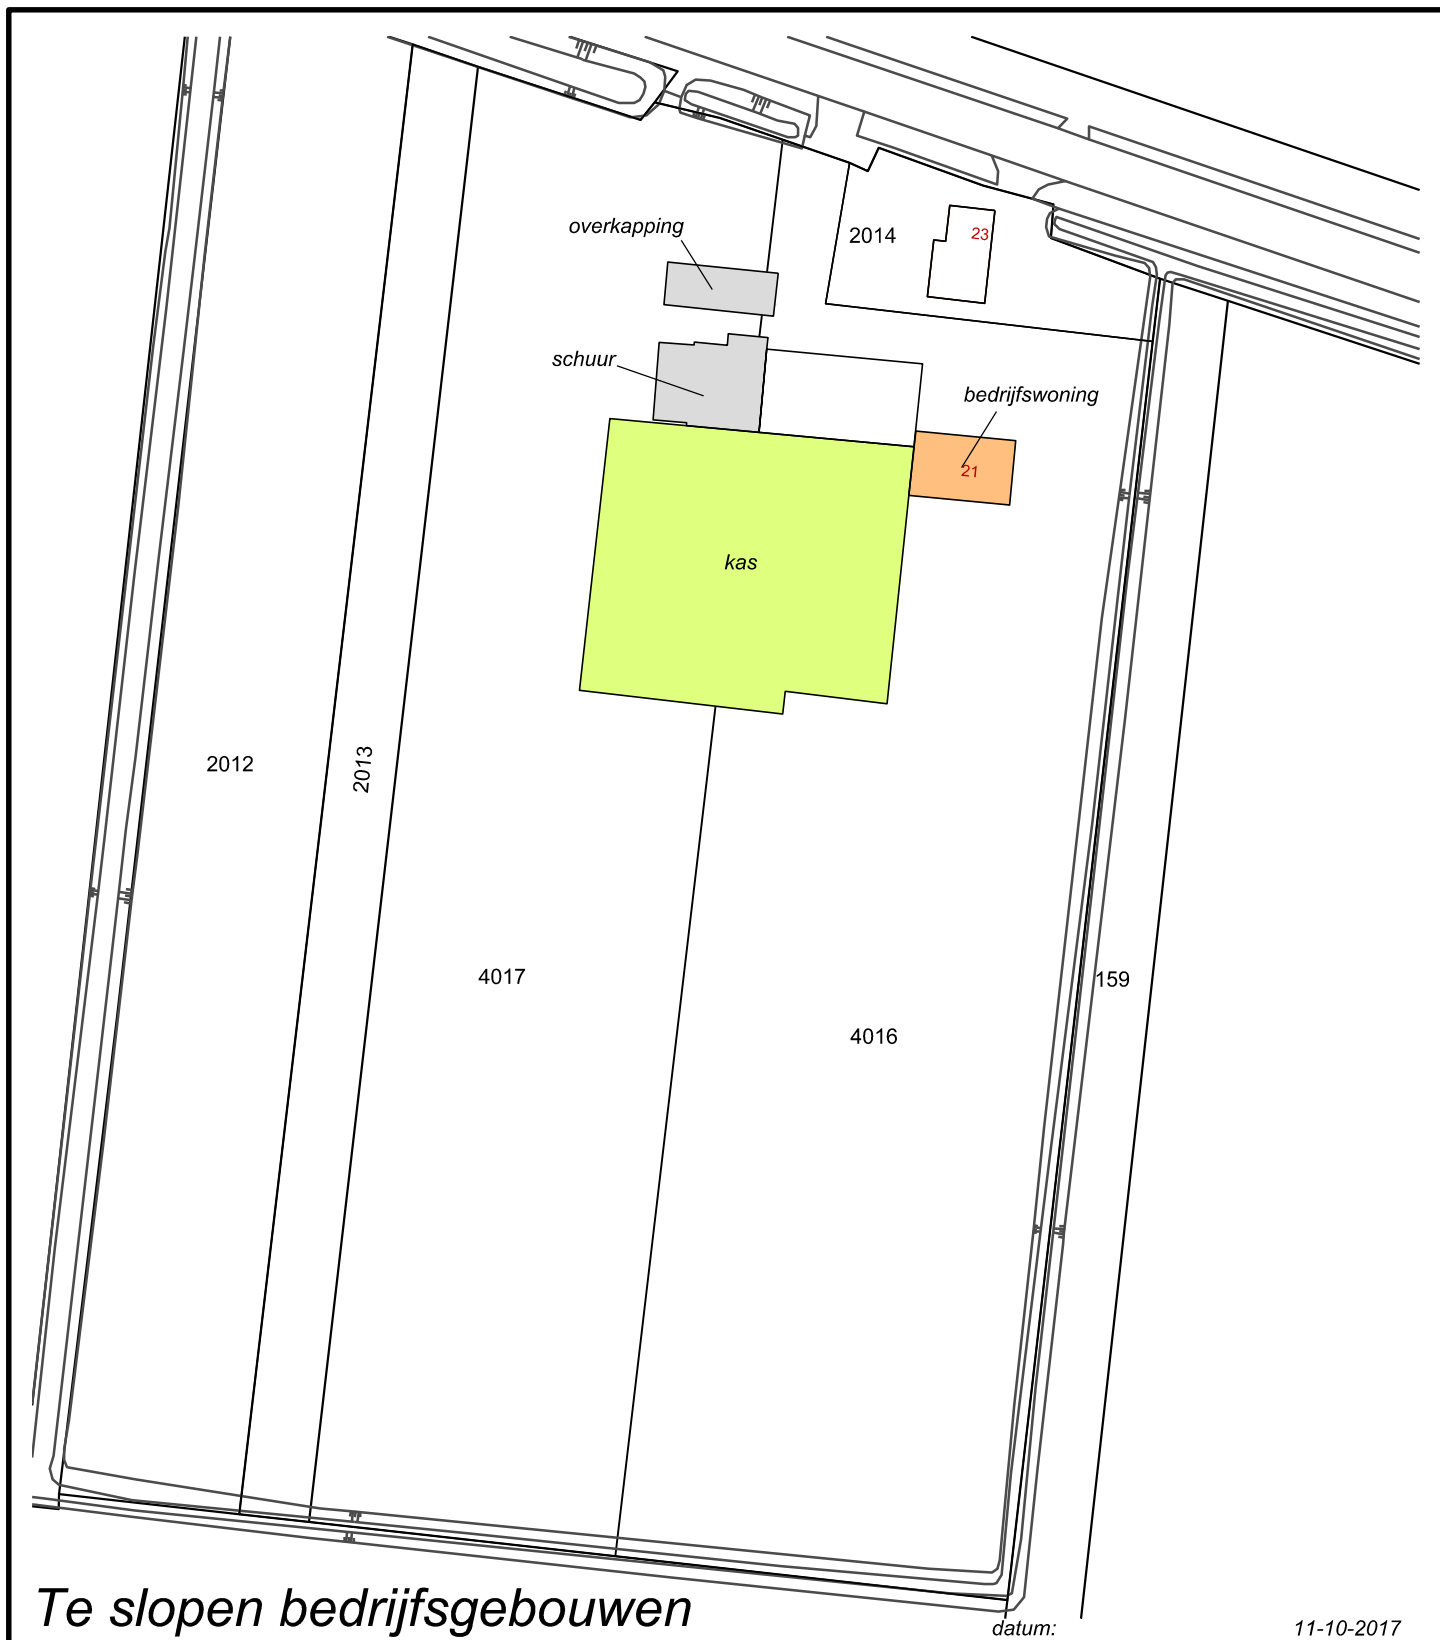 overkapping
2014
23
schuur
bedrijfswoning
21
kas
2012
2013
4017
159
4016
Te slopen bedrijfsgebouwen
datum: 11-10-2017